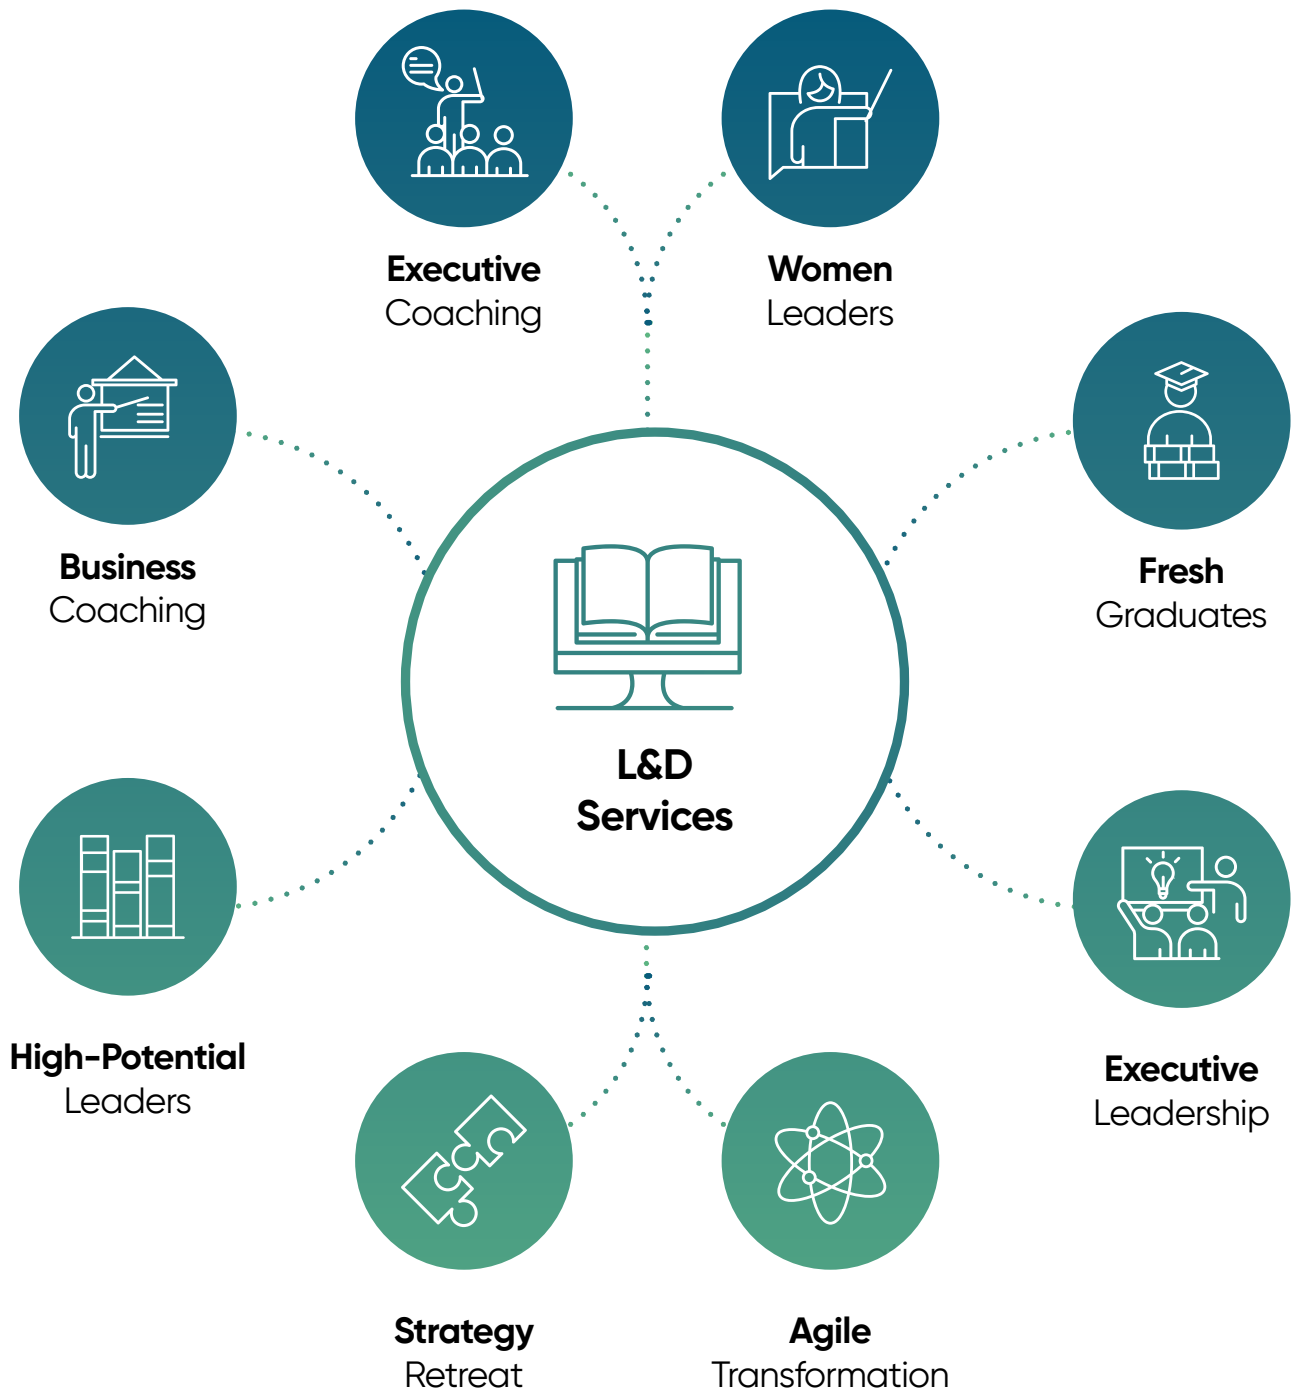 Executive
Coaching
Women
Leaders
Business
Coaching
Fresh
Graduates
L&D
Services
High-Potential
Leaders
Executive
Leadership
Strategy
Retreat
Agile
Transformation